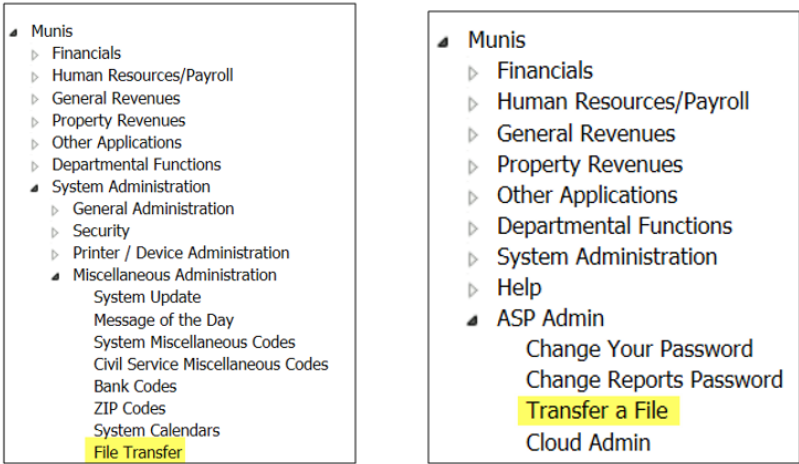 Munis
Financials
Human Resources/Payroll
General Revenues
Property Revenues
Other Applications
Departmental Functions
System Administration
General Administration
Security
Printer / Device Administration
Miscellaneous Administration
System Update
Message of the Day
System Miscellaneous Codes
Civil Service Miscellaneous Codes
Bank Codes
ZIP Codes
System Calendars
File Transfer
Munis
Financials
Human Resources/Payroll
General Revenues
Property Revenues
Other Applications
Departmental Functions
System Administration
Help
ASP Admin
Change Your Password
Change Reports Password
Transfer a File
Cloud Admin